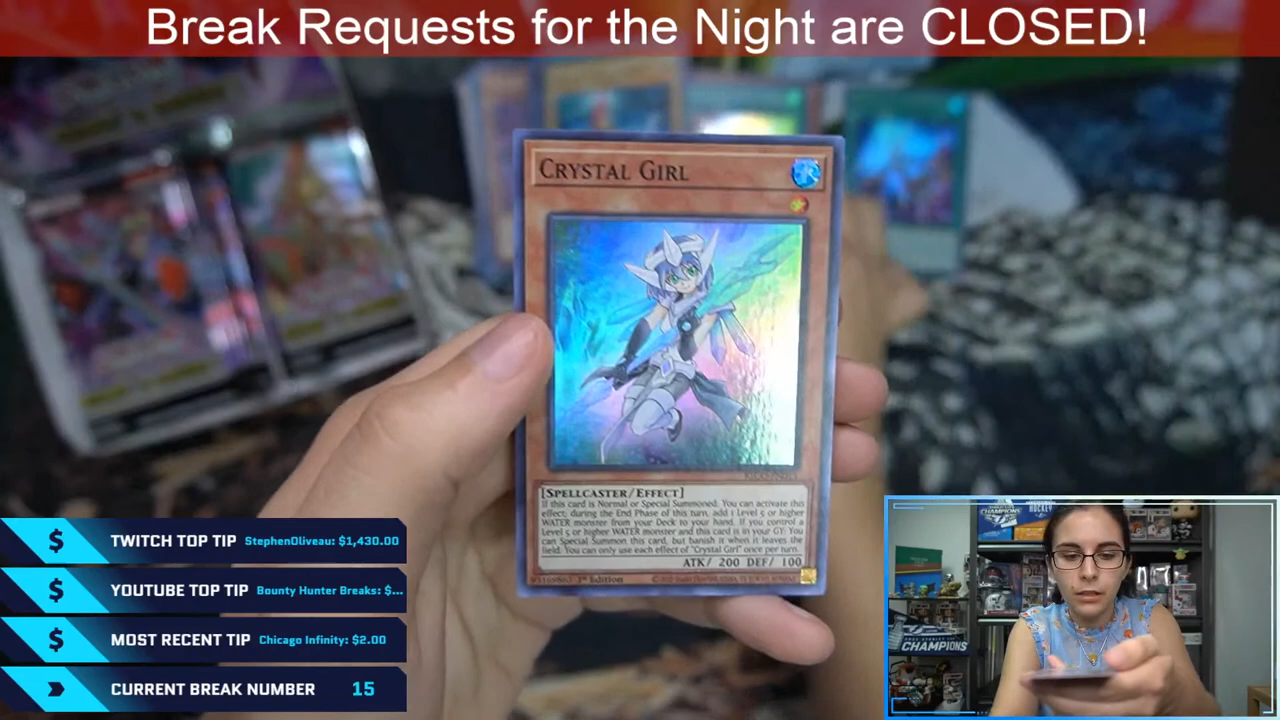 Break Requests for the Night are CLOSED!
CRYSTAL GIRL
[SPELLCASTER/EFFECT]
If this card is Normal or Special Summoned: You can activate this
effect; during the End Phase of this turn, add 1 Level 5 or higher
WATER monster from your Deck to your hand. If you control a
Level 5 or higher WATER monster and this card is in your GY: You
can Special Summon this card, but banish it when it leaves the
field. You can only use each effect of "Crystal Girl" once per turn.
ATK/ 200 DEF/ 100
1st Edition
TWITCH TOP TIP StephenOliveau: $1,430.00
YOUTUBE TOP TIP Bounty Hunter Breaks: $...
MOST RECENT TIP Chicago Infinity: $2.00
CURRENT BREAK NUMBER 15
CHAMPIONS
HOCKEY
CHAMPIONS